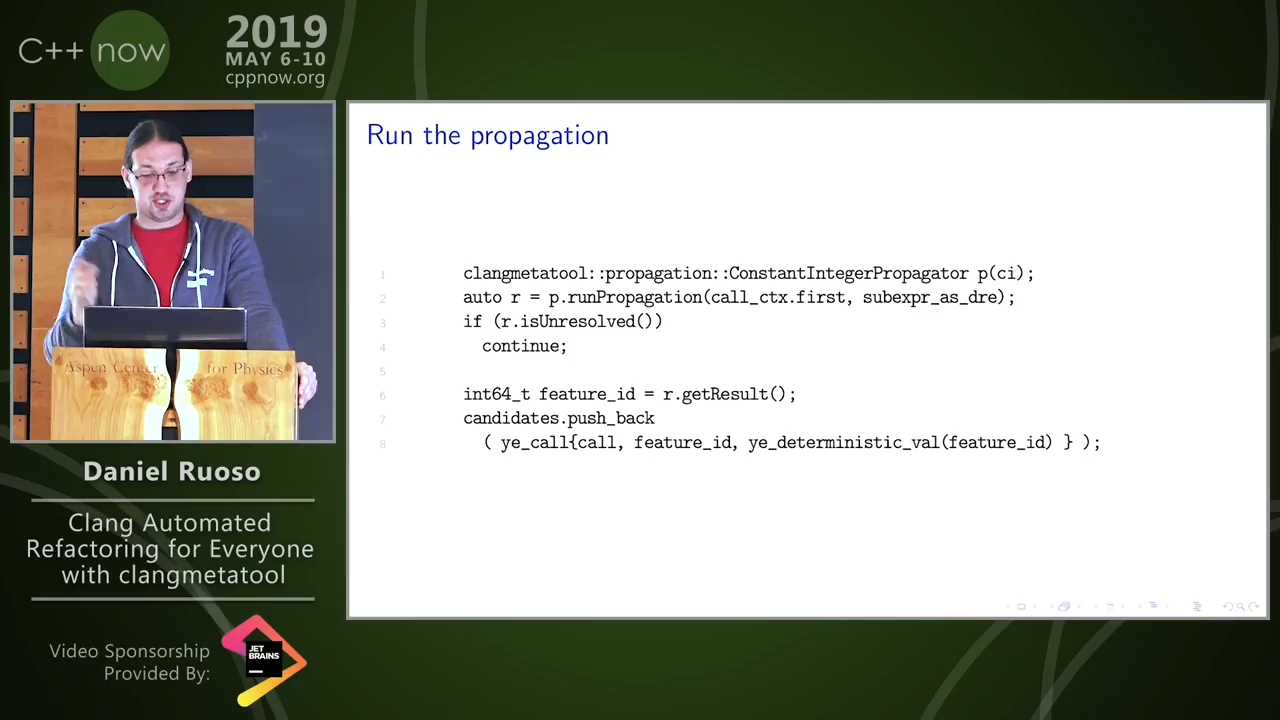 C++ now
2019
MAY 6-10
cppnow.org
Aspen Center for Physics
Daniel Ruoso
Clang Automated
Refactoring for Everyone
with clangmetatool
Video Sponsorship
Provided By:
JET
BRAINS
Run the propagation
1 clangmetatool::propagation::ConstantIntegerPropagator p(ci);
2 auto r = p.runPropagation(call_ctx.first, subexpr_as_dre);
3 if (r.isUnresolved())
4 continue;
5
6 int64_t feature_id = r.getResult();
7 candidates.push_back
8 ( ye_call{call, feature_id, ye_deterministic_val(feature_id) } );